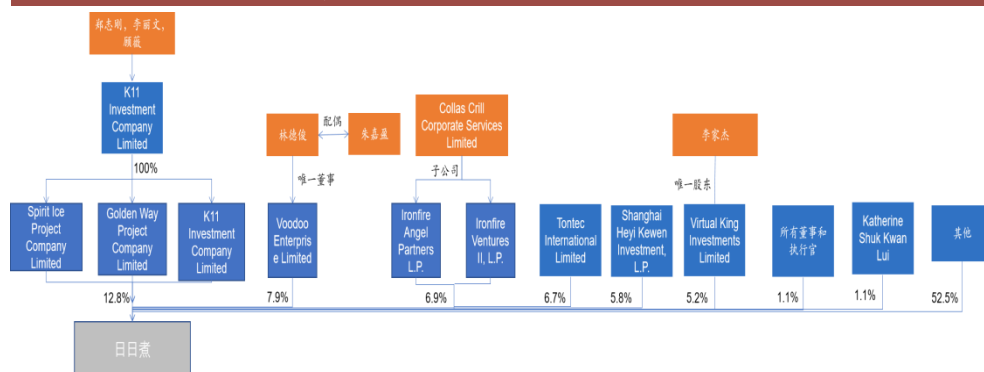 郑志刚，李丽文，
顾薇
K11
Investment
Company
Limited
100%
林德俊
配偶
朱嘉盈
Collas Crill
Corporate Services
Limited
李家杰
唯一董事
子公司
唯一股东
Spirit Ice
Project
Company
Limited
Golden Way
Project
Company
Limited
K11
Investment
Company
Limited
Voodoo
Enterpris
e Limited
Ironfire
Angel
Partners
L.P.
Ironfire
Ventures
II, L.P.
Tontec
International
Limited
Shanghai
Heyi Kewen
Investment,
L.P.
Virtual King
Investments
Limited
所有董事和
执行官
Katherine
Shuk Kwan
Lui
其他
12.8%
7.9%
6.9%
6.7%
5.8%
5.2%
1.1%
1.1%
52.5%
日日煮